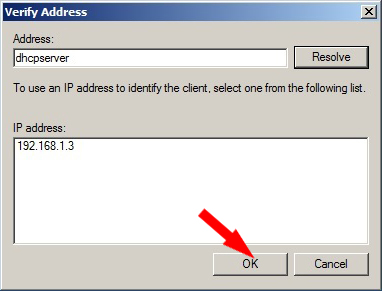 Verify Address
Address:
dhcpserver
Resolve
To use an IP address to identify the client, select one from the following list.
IP address:
192.168.1.3
OK
Cancel